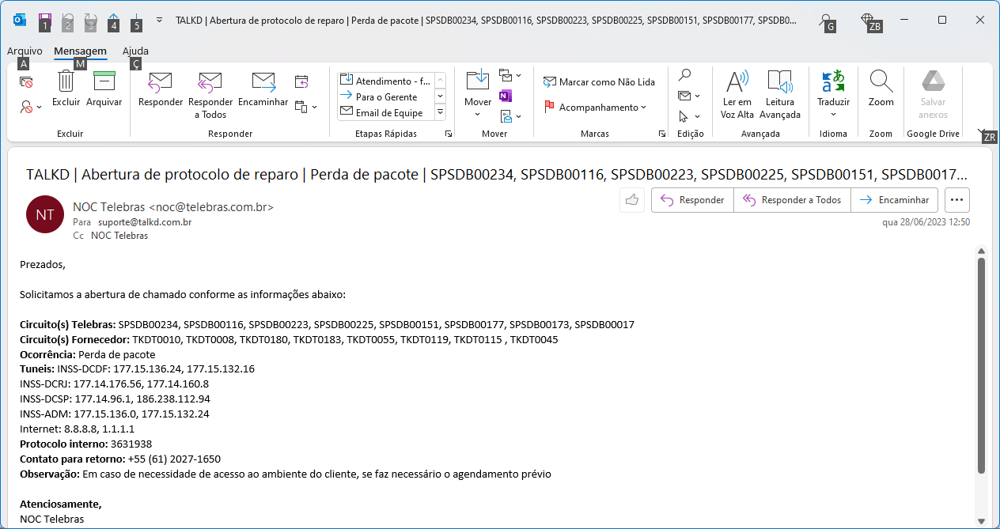 1 2 3 4 5
TALKD | Abertura de protocolo de reparo | Perda de pacote | SPSDB00234, SPSDB00116, SPSDB00223, SPSDB00225, SPSDB00151, SPSDB00177, SPSDB0...
G ZB
Arquivo Mensagem Ajuda
A M Ç
Excluir Arquivar
Responder Responder a Todos Encaminhar
Atendimento - f...
Para o Gerente
Email de Equipe
Mover
Marcar como Não Lida
Acompanhamento
Ler em Voz Alta
Leitura Avançada
Traduzir
Zoom
Salvar anexos
Excluir Responder Etapas Rápidas Mover Marcas Edição Avançada Idioma Zoom Google Drive
ZR
TALKD | Abertura de protocolo de reparo | Perda de pacote | SPSDB00234, SPSDB00116, SPSDB00223, SPSDB00225, SPSDB00151, SPSDB0017...
NT
NOC Telebras <noc@telebras.com.br>
Para suporte@talkd.com.br
Cc NOC Telebras
Responder Responder a Todos Encaminhar
qua 28/06/2023 12:50
Prezados,
Solicitamos a abertura de chamado conforme as informações abaixo:
Circuito(s) Telebras: SPSDB00234, SPSDB00116, SPSDB00223, SPSDB00225, SPSDB00151, SPSDB00177, SPSDB00173, SPSDB00017
Circuito(s) Fornecedor: TKDT0010, TKDT0008, TKDT0180, TKDT0183, TKDT0055, TKDT0119, TKDT0115 , TKDT0045
Ocorrência: Perda de pacote
Tuneis: INSS-DCDF: 177.15.136.24, 177.15.132.16
INSS-DCRJ: 177.14.176.56, 177.14.160.8
INSS-DCSP: 177.14.96.1, 186.238.112.94
INSS-ADM: 177.15.136.0, 177.15.132.24
Internet: 8.8.8.8, 1.1.1.1
Protocolo interno: 3631938
Contato para retorno: +55 (61) 2027-1650
Observação: Em caso de necessidade de acesso ao ambiente do cliente, se faz necessário o agendamento prévio
Atenciosamente,
NOC Telebras